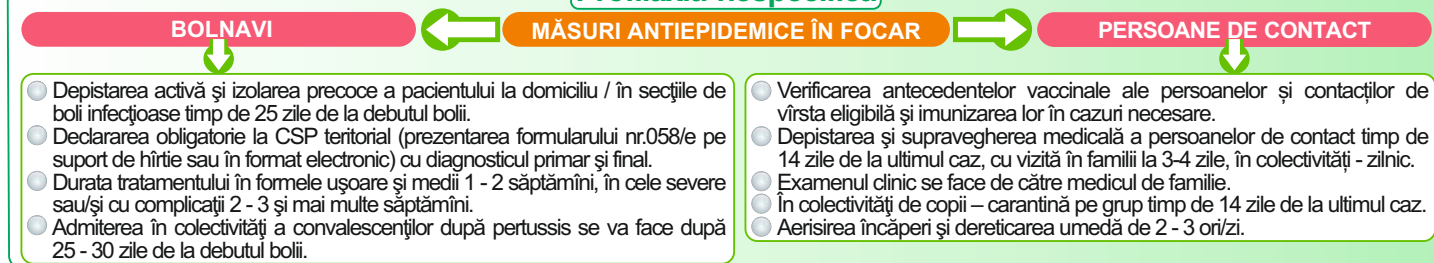 BOLNAVI
MĂSURI ANTIEPIDEMICE ÎN FOCAR
PERSOANE DE CONTACT
Depistarea activă şi izolarea precoce a pacientului la domiciliu / în secţiile de
boli infecţioase timp de 25 zile de la debutul bolii.
Declararea obligatorie la CSP teritorial (prezentarea formularului nr.058/e pe
suport de hîrtie sau în format electronic) cu diagnosticul primar şi final.
Durata tratamentului în formele uşoare şi medii 1 - 2 săptămîni, în cele severe
sau/şi cu complicaţii 2 - 3 şi mai multe săptămîni.
Admiterea în colectivităţi a convalescenţilor după pertussis se va face după
25 - 30 zile de la debutul bolii.
Verificarea antecedentelor vaccinale ale persoanelor și contacților de
vîrsta eligibilă şi imunizarea lor în cazuri necesare.
Depistarea şi supravegherea medicală a persoanelor de contact timp de
14 zile de la ultimul caz, cu vizită în familii la 3-4 zile, în colectivități - zilnic.
Examenul clinic se face de către medicul de familie.
În colectivităţi de copii – carantină pe grup timp de 14 zile de la ultimul caz.
Aerisirea încăperi şi dereticarea umedă de 2 - 3 ori/zi.